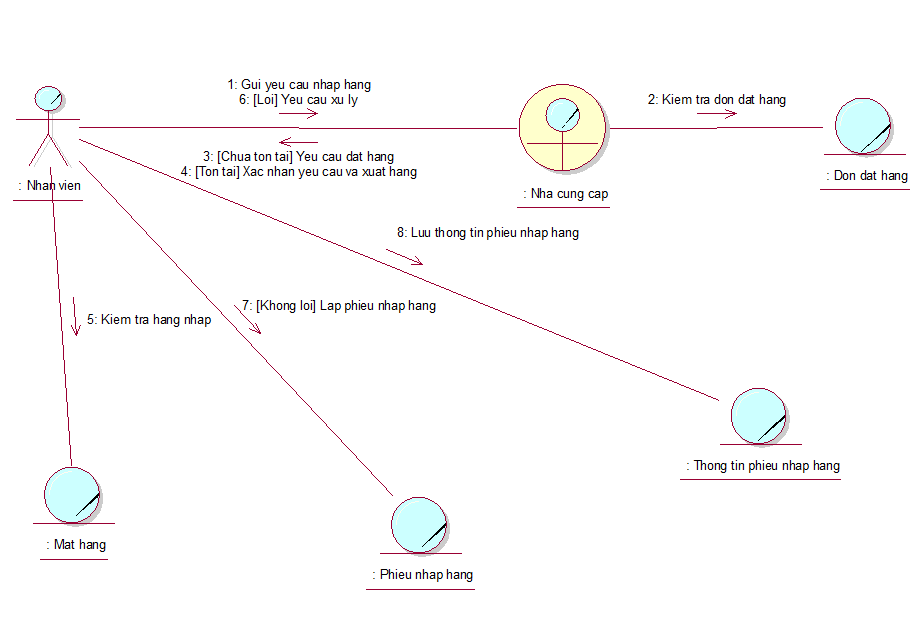 1: Gui yeu cau nhap hang
6: [Loi] Yeu cau xu ly
2: Kiem tra don dat hang
3: [Chua ton tai] Yeu cau dat hang
4: [Ton tai] Xac nhan yeu cau va xuat hang
: Nhan vien
: Nha cung cap
: Don dat hang
8: Luu thong tin phieu nhap hang
7: [Khong loi] Lap phieu nhap hang
5: Kiem tra hang nhap
: Thong tin phieu nhap hang
: Mat hang
: Phieu nhap hang